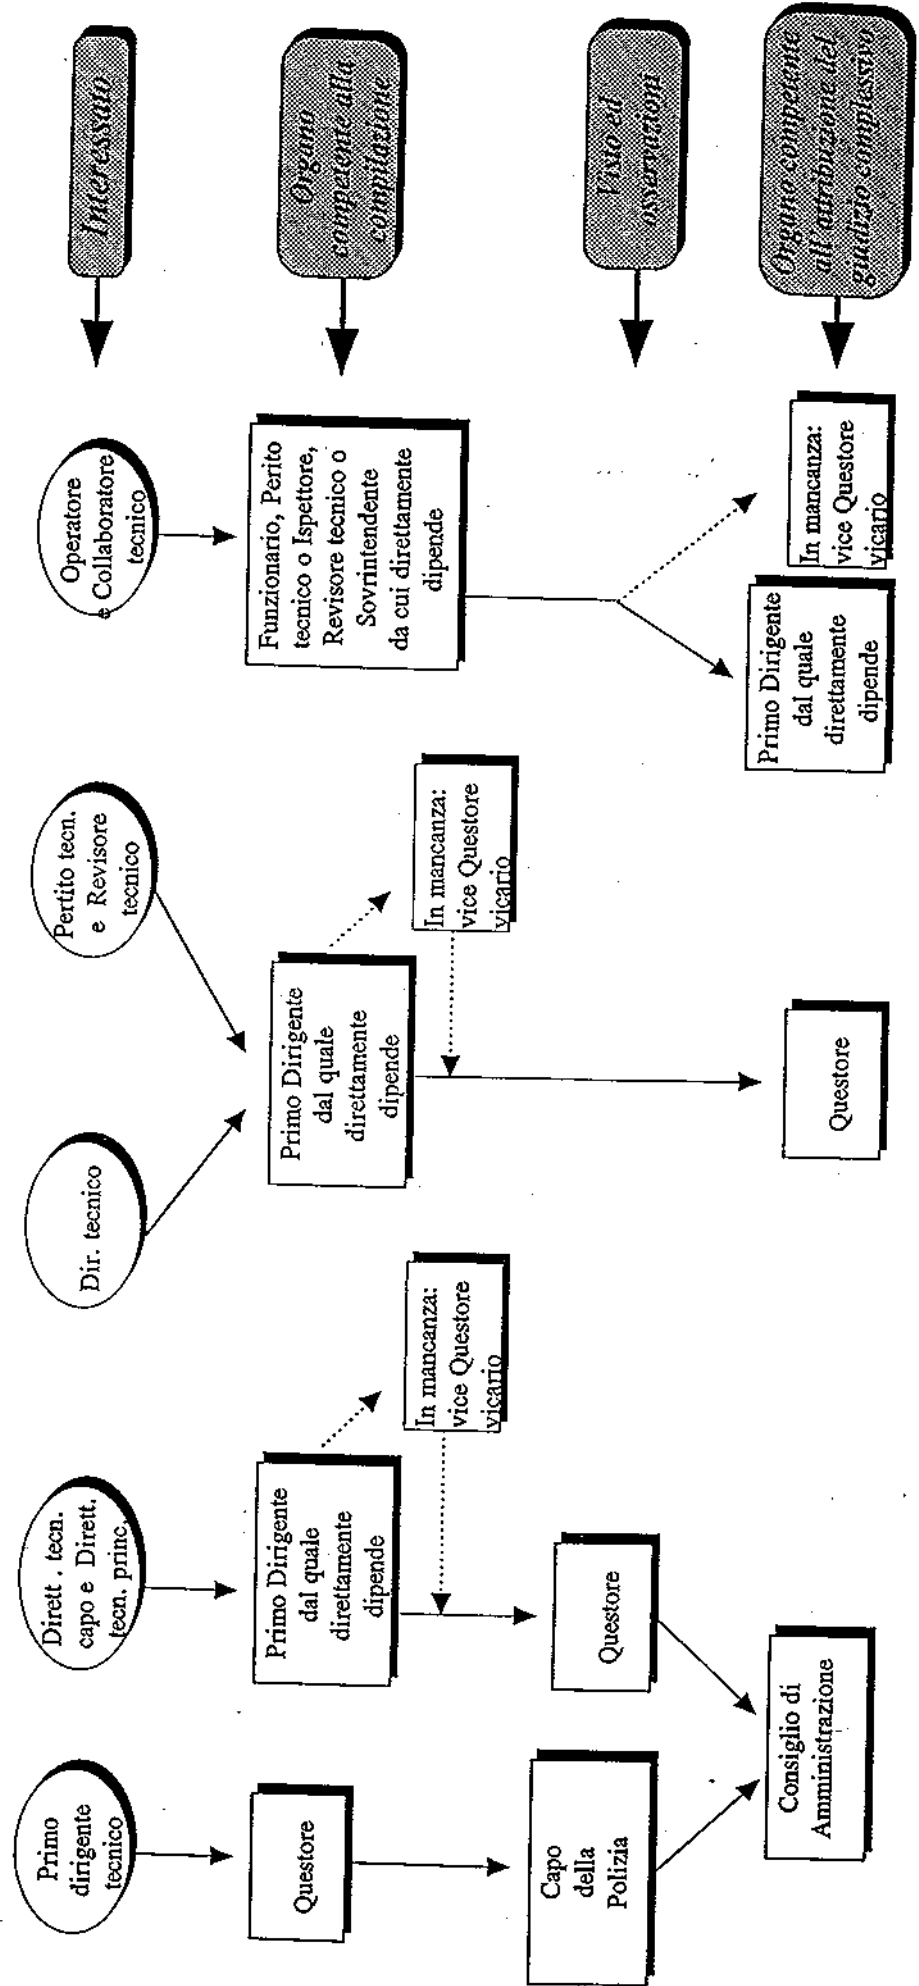 Primo
dirigente
tecnico
Dirett . tecn.
capo e Dirett.
tecn. princ.
Dir. tecnico
Pertito tecn.
e Revisore
tecnico
Operatore
e Collaboratore
tecnico
Interessato
Questore
Primo Dirigente
dal quale
direttamente
dipende
In mancanza:
vice Questore
vicario
Primo Dirigente
dal quale
direttamente
dipende
In mancanza:
vice Questore
vicario
Funzionario, Perito
tecnico o Ispettore,
Revisore tecnico o
Sovrintendente
da cui direttamente
dipende
Organo
competente alla
compilazione
Capo
della
Polizia
Questore
Visto ed
osservazioni
Consiglio di
Amministrazione
Questore
Primo Dirigente
dal quale
direttamente
dipende
In mancanza:
vice Questore
vicario
Organo competente
all'attribuzione del
giudizio complessivo